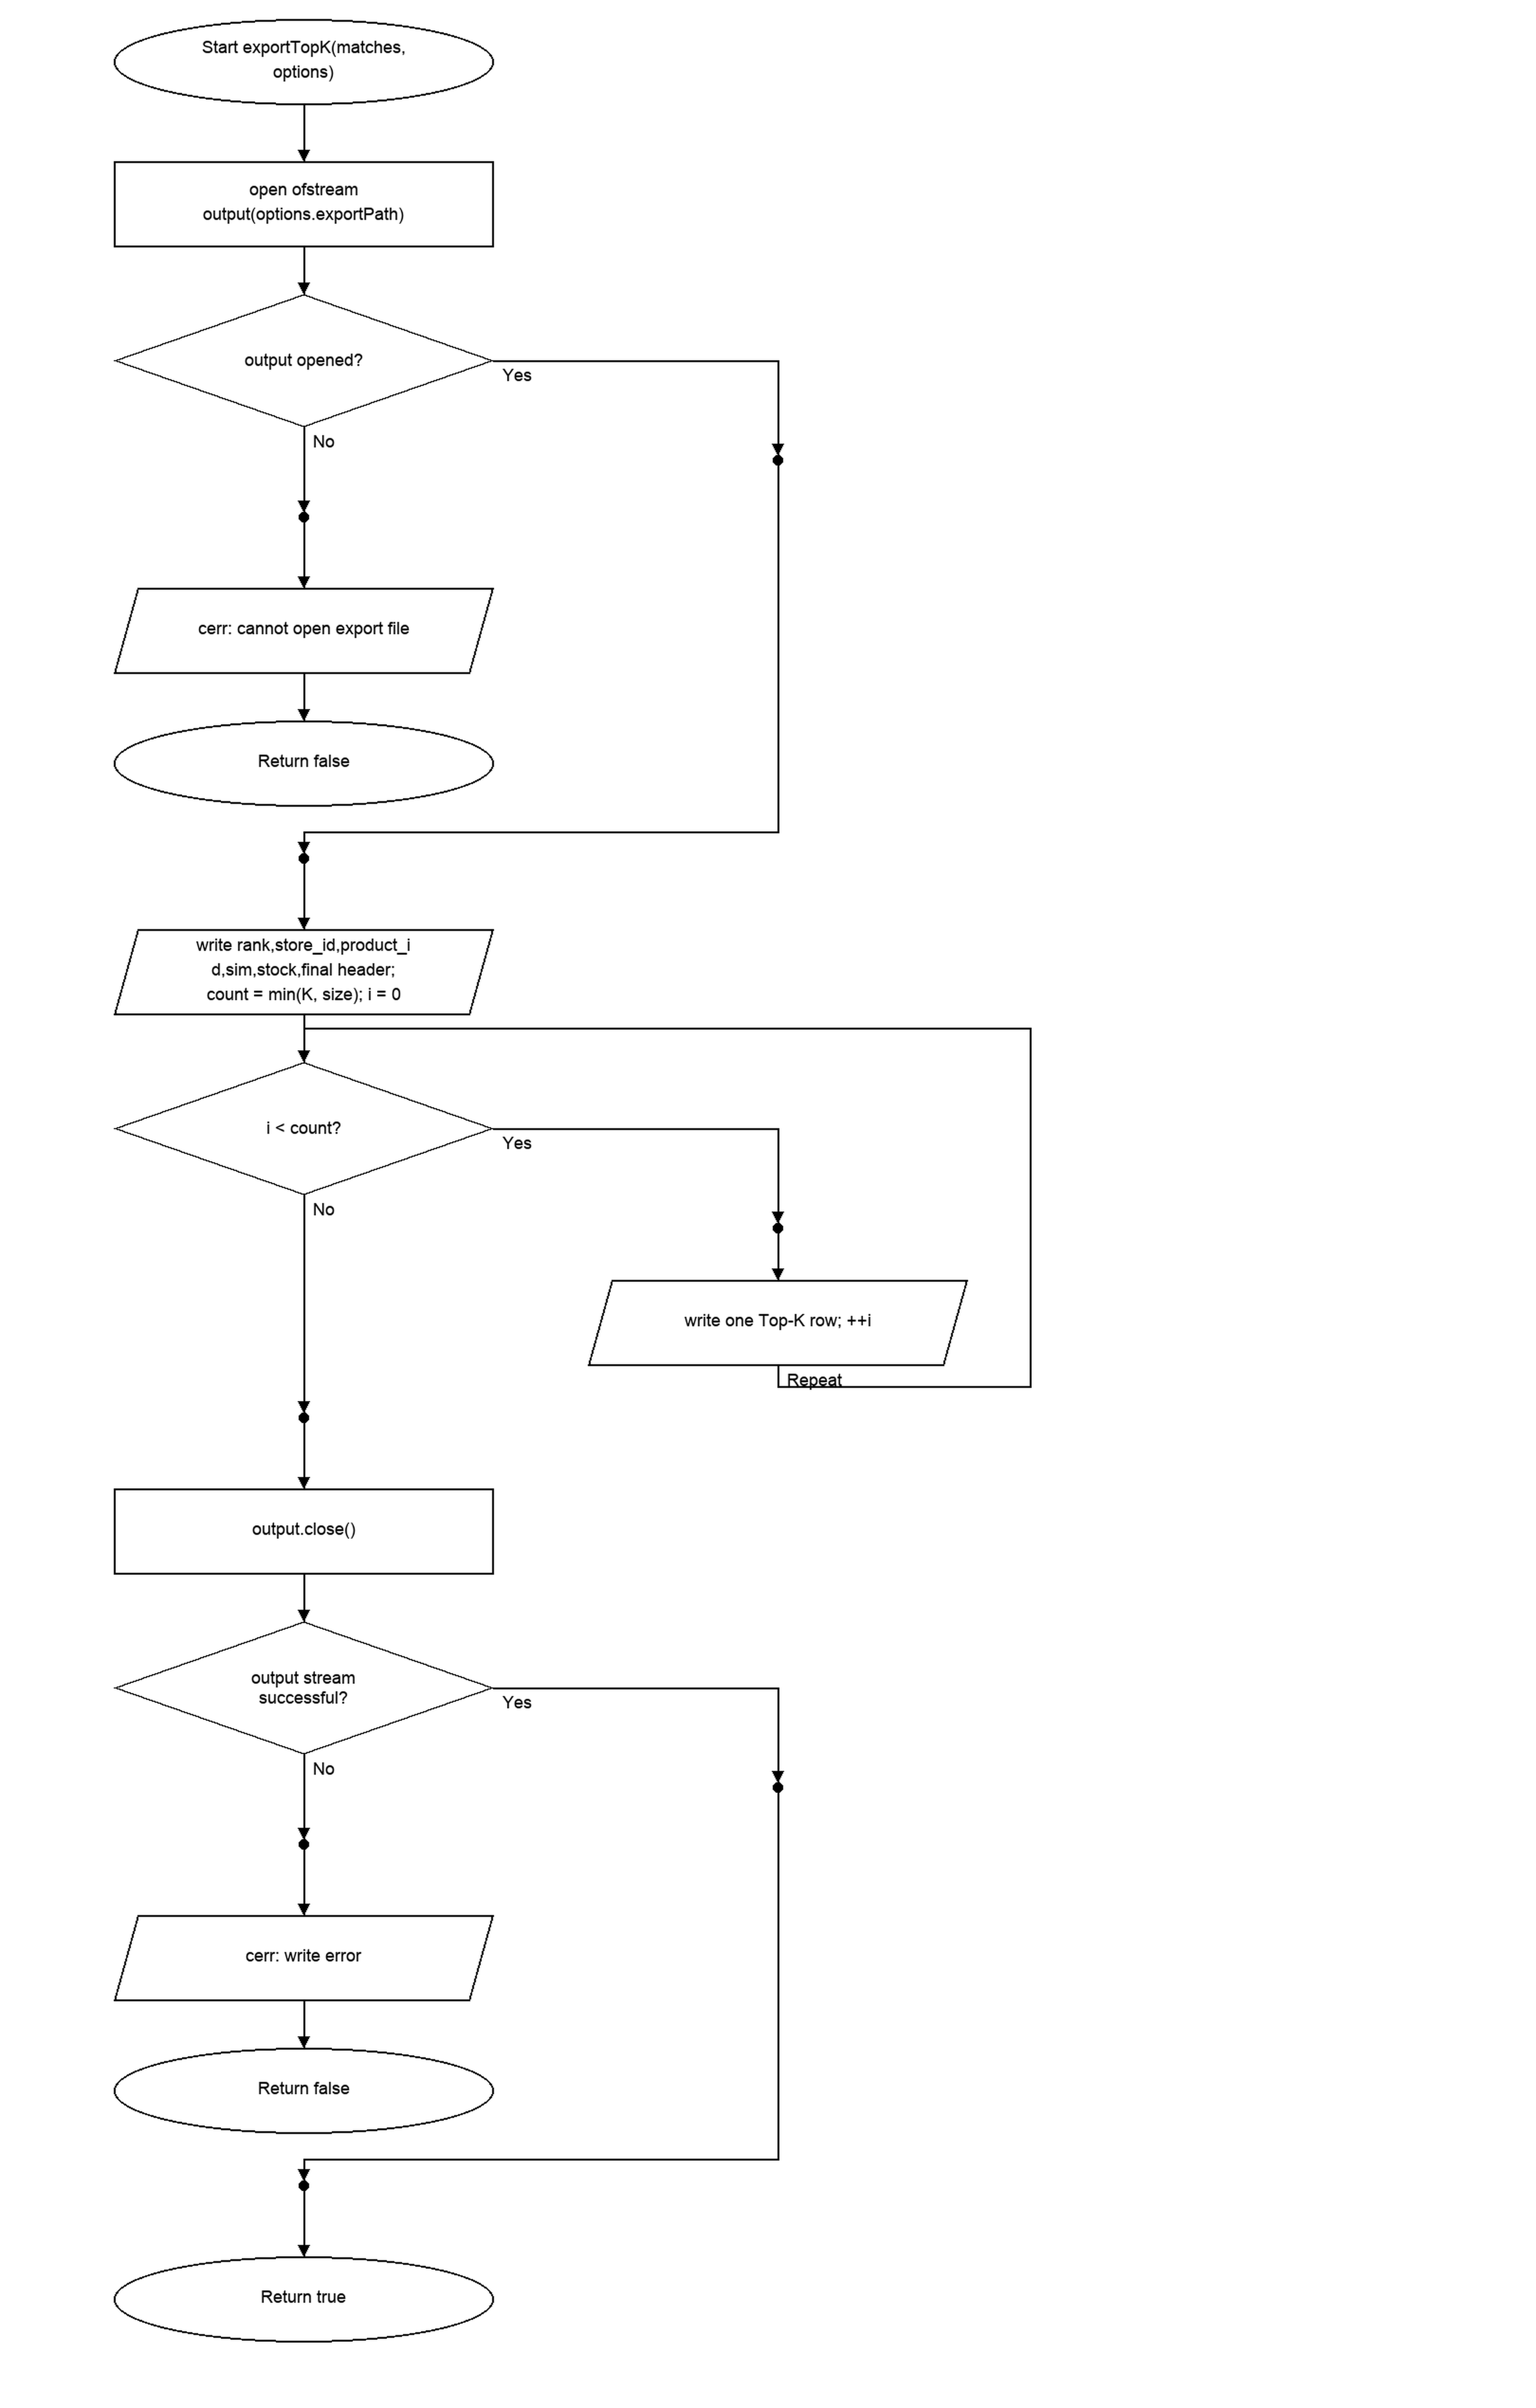 Start exportTopK(matches,
options)
open ofstream
output(options.exportPath)
output opened?
Yes
No
cerr: cannot open export file
Return false
write rank,store_id,product_i
d,sim,stock,final header;
count = min(K, size); i = 0
i < count?
Yes
No
write one Top-K row; ++i
Repeat
output.close()
output stream
successful?
Yes
No
cerr: write error
Return false
Return true